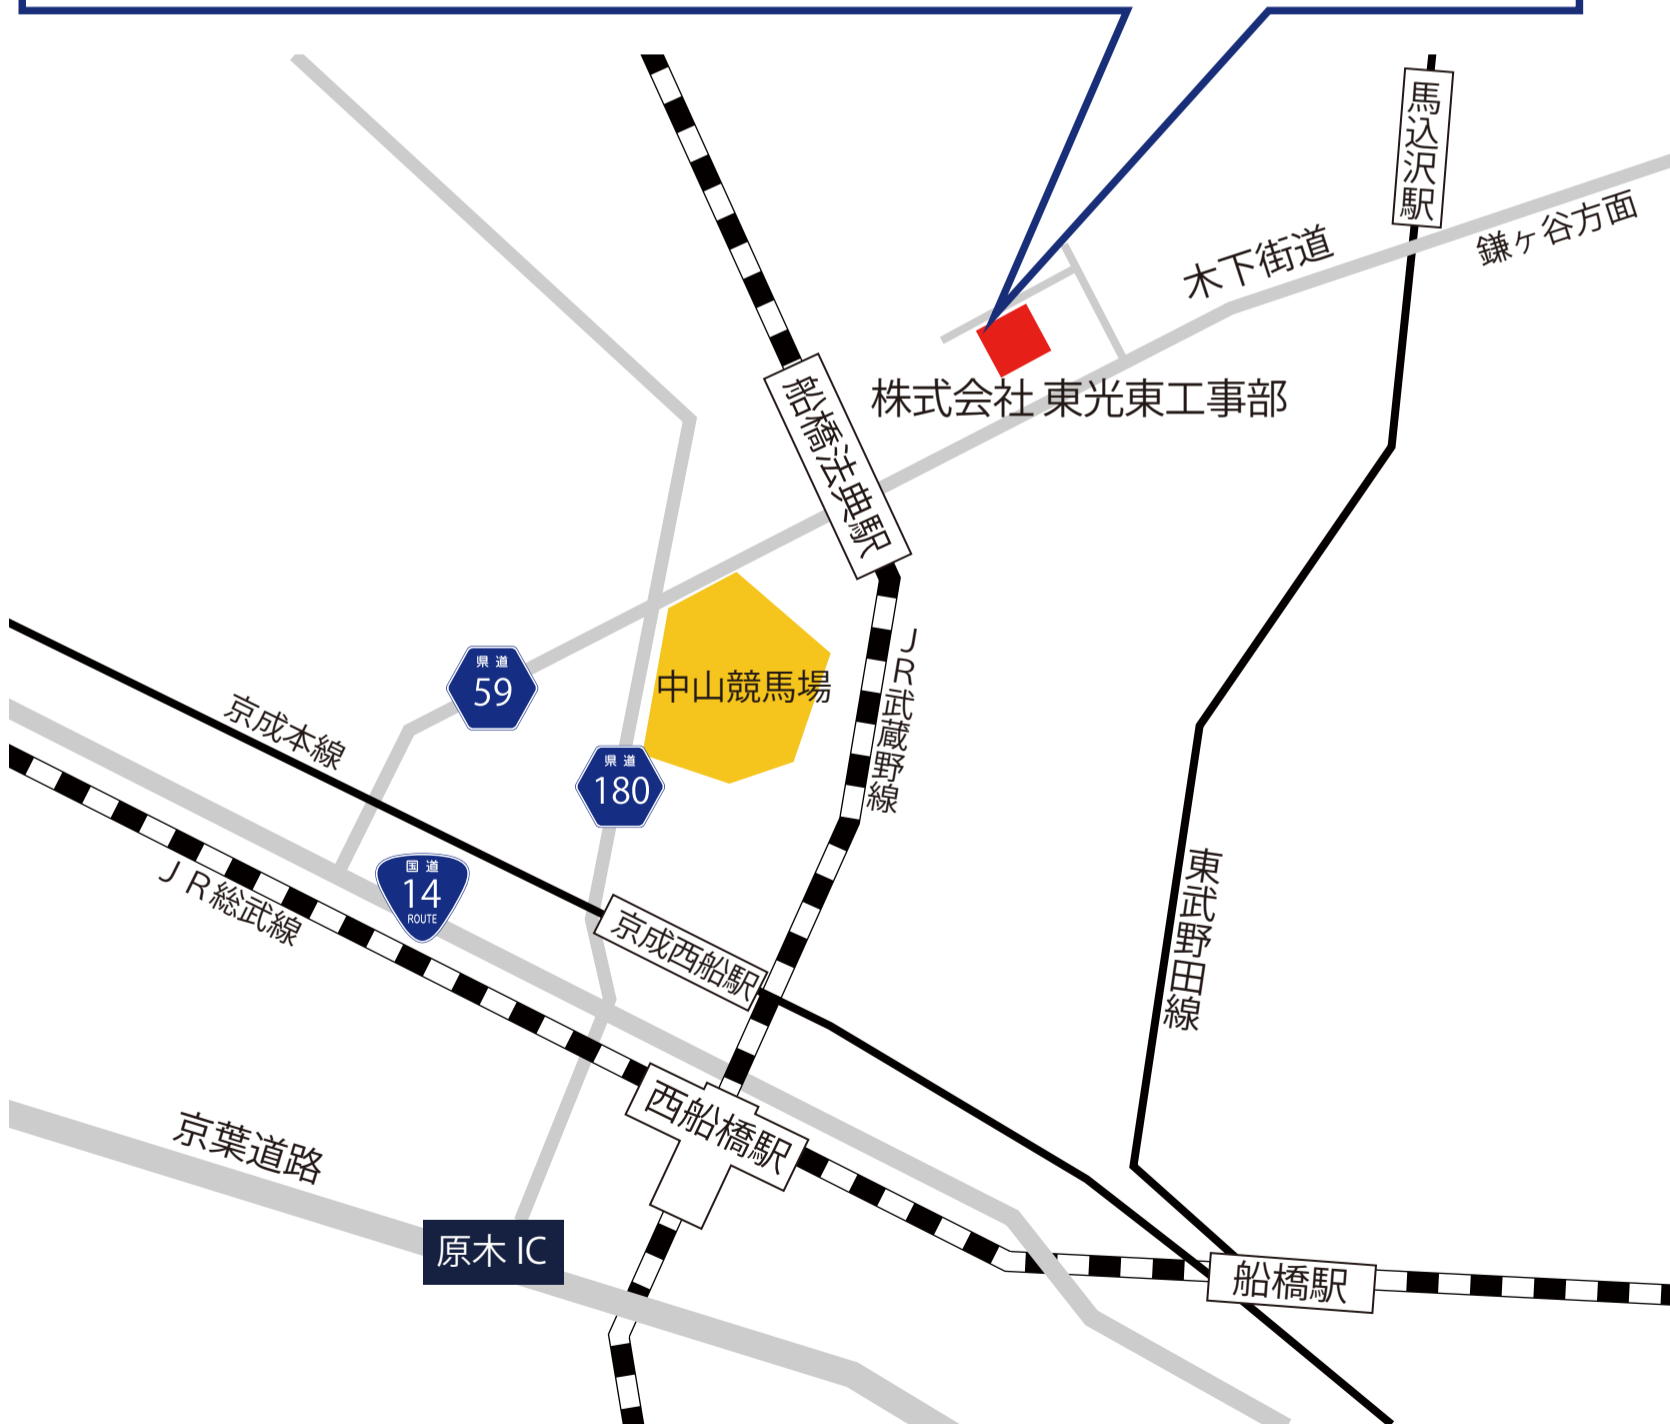 馬込沢駅
鎌ヶ谷方面
木下街道
株式会社 東光東工事部
船橋法典駅
県道
59
中山競馬場
JR武蔵野線
京成本線
県道
180
国道
14
ROUTE
JR総武線
東武野田線
京成西船駅
西船橋駅
京葉道路
原木 IC
船橋駅